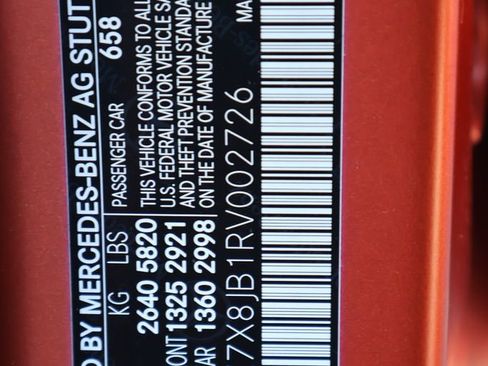 D BY MERCEDES-BENZ AG STUT
KG LBS PASSENGER CAR 658
2640 5820 THIS VEHICLE CONFORMS TO A
ONT 1325 2921 U.S. FEDERAL MOTOR VEHICLE SA
AR 1360 2998 AND THEFT PREVENTION STANDA
ON THE DATE OF MANUFACTURE
7X8JB1RV002726 MA